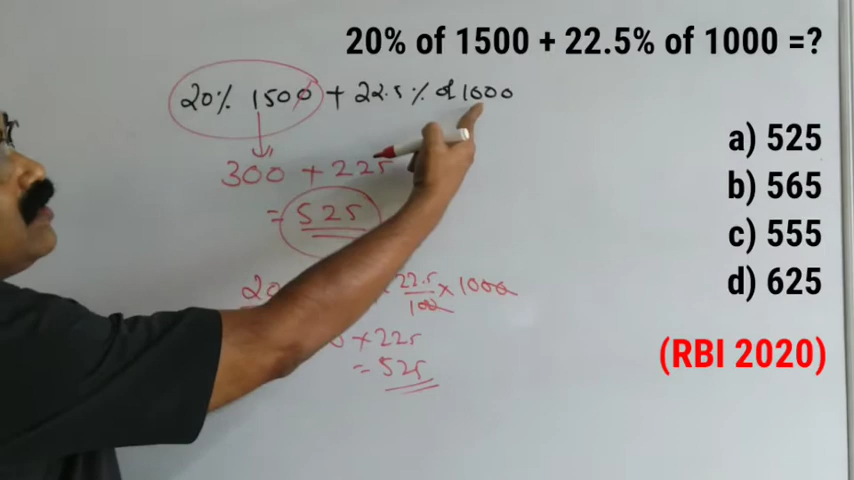 20% of 1500 + 22.5% of 1000 =?
20% 1500 + 22.5% of 1000
300 + 225
= 525
20
22.5/100 × 1000
+ 225
= 525
a) 525
b) 565
c) 555
d) 625
(RBI 2020)